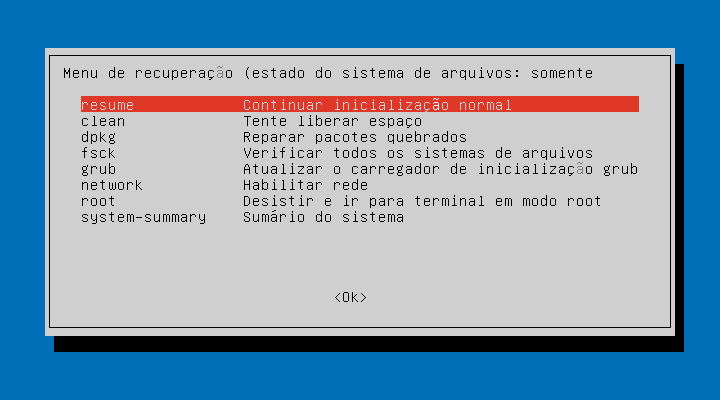 Menu de recuperação (estado do sistema de arquivos: somente
resume Continuar inicialização normal
clean Tente liberar espaço
dpkg Reparar pacotes quebrados
fsck Verificar todos os sistemas de arquivos
grub Atualizar o carregador de inicialização grub
network Habilitar rede
root Desistir e ir para terminal em modo root
system-summary Sumário do sistema
<Ok>